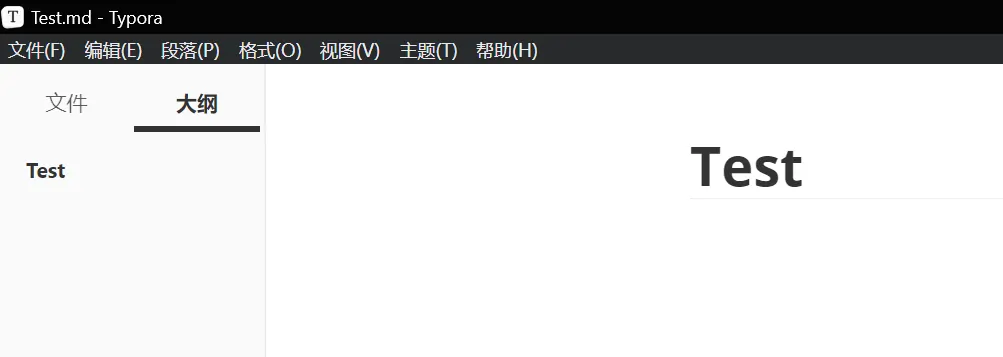 T Test.md - Typora
文件(F) 编辑(E) 段落(P) 格式(O) 视图(V) 主题(T) 帮助(H)
文件 大纲
Test
Test